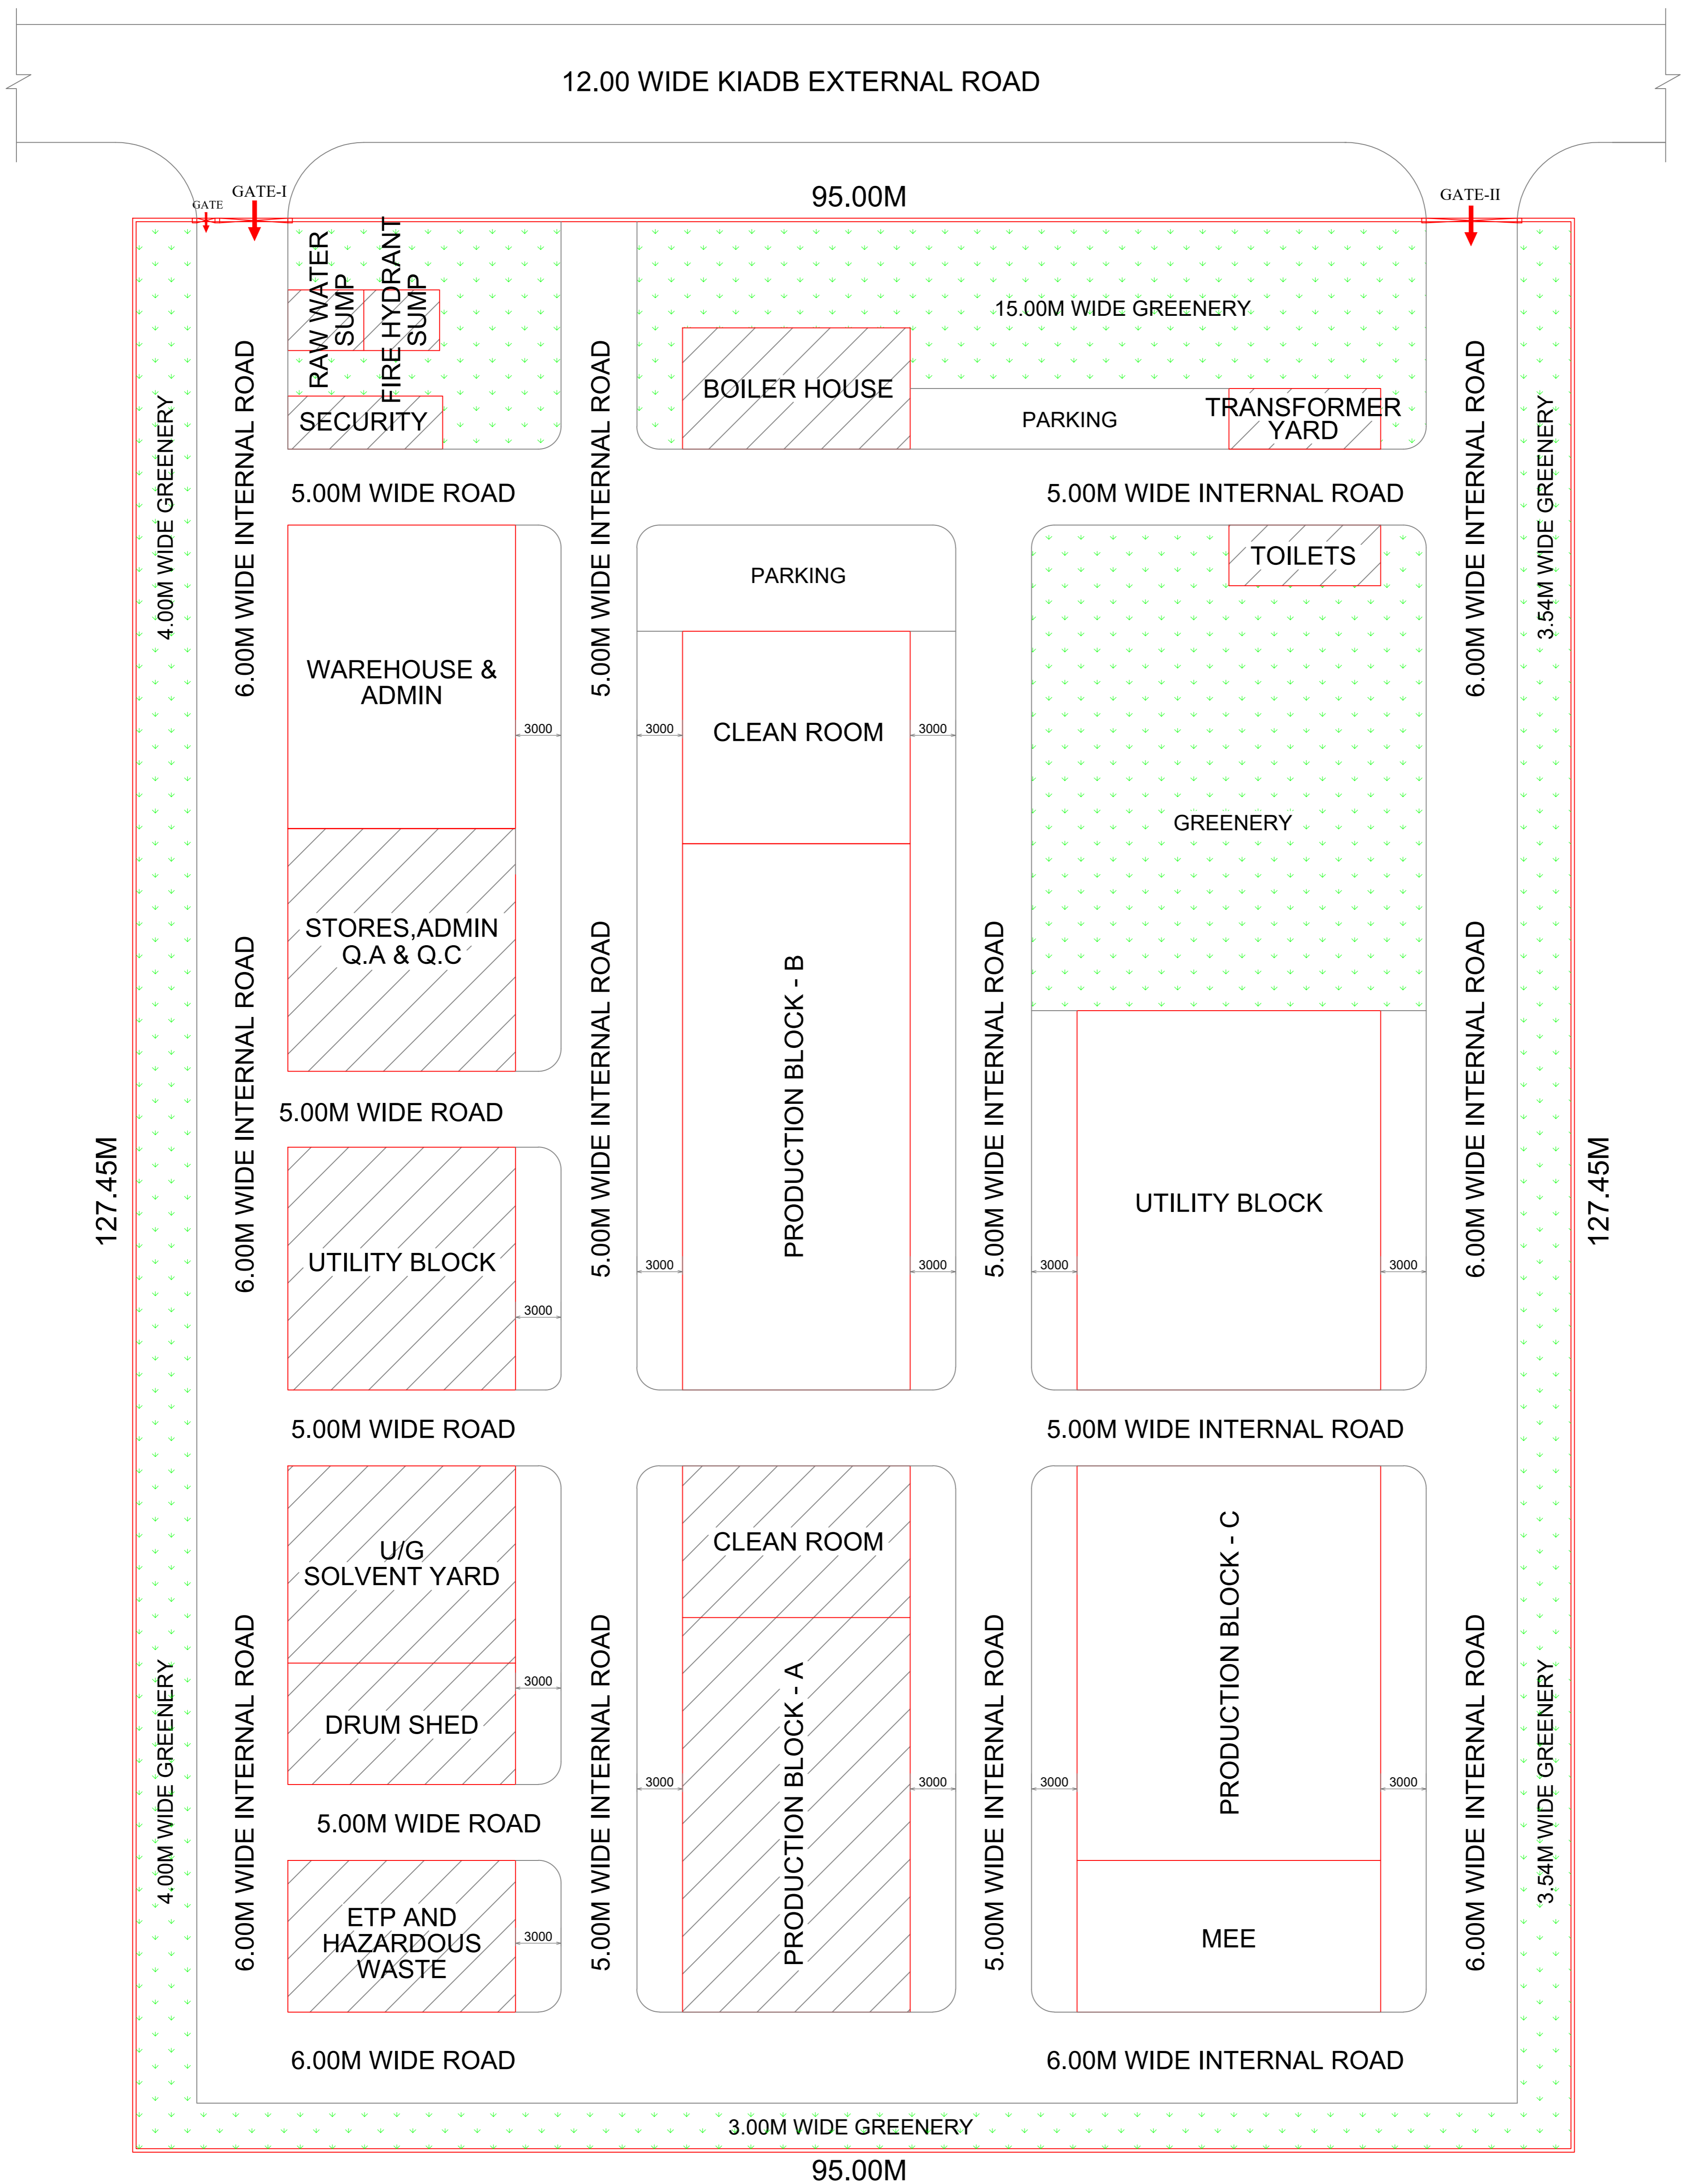 12.00 WIDE KIADB EXTERNAL ROAD
GATE
GATE-I
95.00M
GATE-II
RAW WATER
SUMP
FIRE HYDRANT
SUMP
15.00M WIDE GREENERY
SECURITY
BOILER HOUSE
PARKING
TRANSFORMER
YARD
4.00M WIDE GREENERY
6.00M WIDE INTERNAL ROAD
5.00M WIDE INTERNAL ROAD
6.00M WIDE INTERNAL ROAD
3.54M WIDE GREENERY
5.00M WIDE ROAD
5.00M WIDE INTERNAL ROAD
TOILETS
PARKING
WAREHOUSE &
ADMIN
3000
3000
CLEAN ROOM
3000
GREENERY
STORES,ADMIN
Q.A & Q.C
6.00M WIDE INTERNAL ROAD
5.00M WIDE INTERNAL ROAD
PRODUCTION BLOCK - B
5.00M WIDE INTERNAL ROAD
6.00M WIDE INTERNAL ROAD
5.00M WIDE ROAD
127.45M
127.45M
UTILITY BLOCK
UTILITY BLOCK
3000
3000
3000
3000
3000
5.00M WIDE ROAD
5.00M WIDE INTERNAL ROAD
U/G
SOLVENT YARD
CLEAN ROOM
PRODUCTION BLOCK - C
4.00M WIDE GREENERY
6.00M WIDE INTERNAL ROAD
5.00M WIDE INTERNAL ROAD
PRODUCTION BLOCK - A
5.00M WIDE INTERNAL ROAD
6.00M WIDE INTERNAL ROAD
3.54M WIDE GREENERY
3000
DRUM SHED
3000
3000
3000
3000
5.00M WIDE ROAD
ETP AND
HAZARDOUS
WASTE
3000
MEE
6.00M WIDE ROAD
6.00M WIDE INTERNAL ROAD
3.00M WIDE GREENERY
95.00M